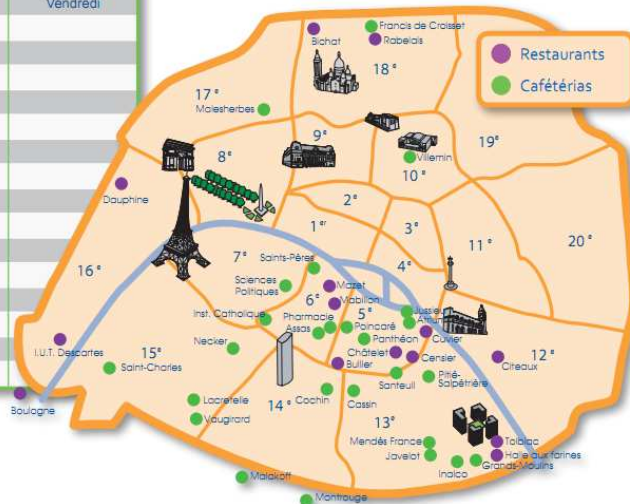 Vendredi
Restaurants
Cafétérias
Francis de Croisset
Bichat
Rabelais
18e
17e
Malesherbes
9e
19e
8e
Villemin
10e
Dauphine
2e
1er
3e
11e
20e
7e
Saints-Pères
4e
16e
Sciences
Politiques
Mazet
6e
Mabillon
Inst. Catholique
Pharmacie
Assas
5e
Poincaré
Jussieu
Atrium
Cuvier
Panthéon
Necker
Châtelet
Censier
Bullier
I.U.T. Descartes
15e
Saint-Charles
12e
Citeaux
Santeuil
Pitié-
Salpétrière
Boulogne
Lacretelle
14e
Cochin
Cassin
Vaugirard
13e
Mendès France
Tolbiac
Javelot
Halle aux farines
Grands-Moulins
Inalco
Malakoff
Montrouge